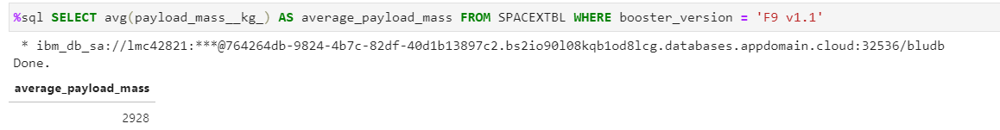 %sql SELECT avg(payload_mass__kg_) AS average_payload_mass FROM SPACEXTBL WHERE booster_version = 'F9 v1.1'
* ibm_db_sa://lmc42821:***@764264db-9824-4b7c-82df-40d1b13897c2.bs2io90l08kqb1od8lcg.databases.appdomain.cloud:32536/bludb
Done.
average_payload_mass
2928